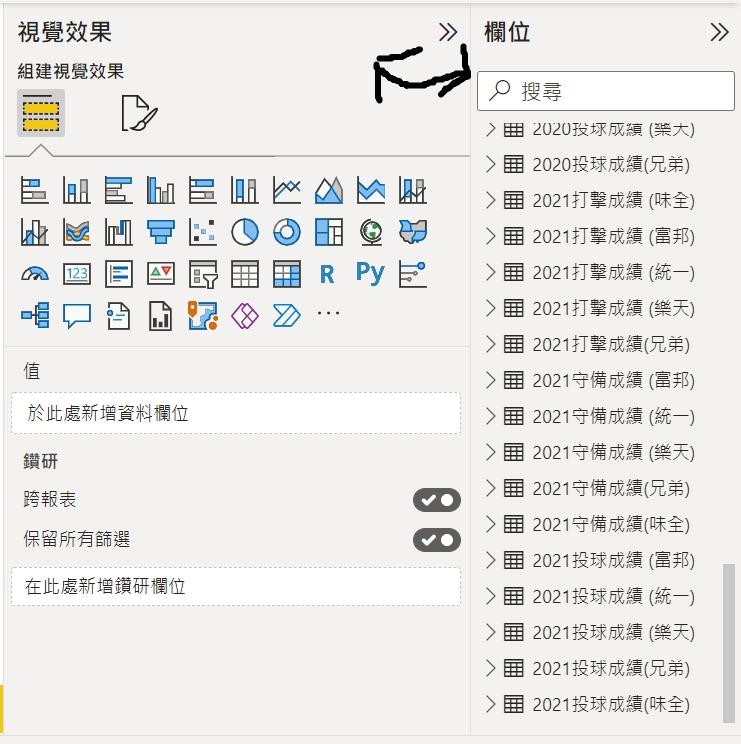 視覺效果
組建視覺效果
123
R
Py
值
於此處新增資料欄位
鑽研
跨報表
保留所有篩選
在此處新增鑽研欄位
欄位
搜尋
2020投球成績 (樂天)
2020投球成績(兄弟)
2021打擊成績 (味全)
2021打擊成績 (富邦)
2021打擊成績 (統一)
2021打擊成績 (樂天)
2021打擊成績(兄弟)
2021守備成績 (富邦)
2021守備成績 (統一)
2021守備成績 (樂天)
2021守備成績(兄弟)
2021守備成績(味全)
2021投球成績 (富邦)
2021投球成績 (統一)
2021投球成績 (樂天)
2021投球成績(兄弟)
2021投球成績(味全)